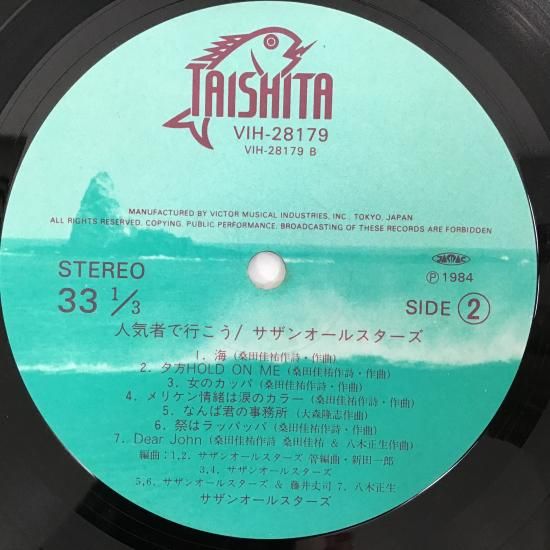 TAISHITA
VIH-28179
VIH-28179 B
MANUFACTURED BY VICTOR MUSICAL INDUSTRIES, INC., TOKYO, JAPAN
ALL RIGHTS RESERVED. COPYING, PUBLIC PERFORMANCE, BROADCASTING OF THESE RECORDS ARE FORBIDDEN
STEREO
33 1/3
JASRAC
Ⓟ 1984
SIDE ②
人気者で行こう/サザンオールスターズ
1. 海 (桑田佳祐作詩・作曲)
2. 夕方HOLD ON ME (桑田佳祐作詩・作曲)
3. 女のカッパ (桑田佳祐作詩・作曲)
4. メリケン情緒は涙のカラー (桑田佳祐作詩・作曲)
5. なんば君の事務所 (大森隆志作曲)
6. 祭はラッパッパ (桑田佳祐作詩・作曲)
7. Dear John (桑田佳祐作詩 桑田佳祐 & 八木正生作曲)
編曲:1,2. サザンオールスターズ 管編曲・新田一郎
3,4. サザンオールスターズ
5,6. サザンオールスターズ & 藤井丈司 7. 八木正生
サザンオールスターズ